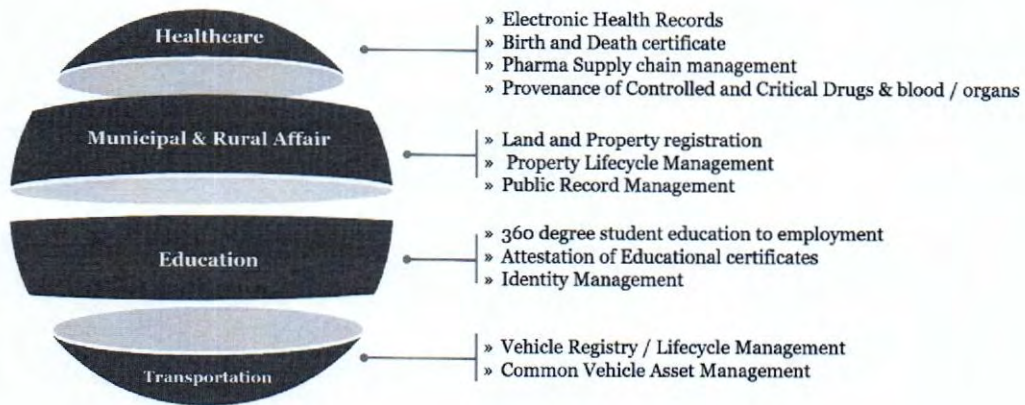 Healthcare
» Electronic Health Records
» Birth and Death certificate
» Pharma Supply chain management
» Provenance of Controlled and Critical Drugs & blood / organs
Municipal & Rural Affair
» Land and Property registration
» Property Lifecycle Management
» Public Record Management
Education
» 360 degree student education to employment
» Attestation of Educational certificates
» Identity Management
Transportation
» Vehicle Registry / Lifecycle Management
» Common Vehicle Asset Management